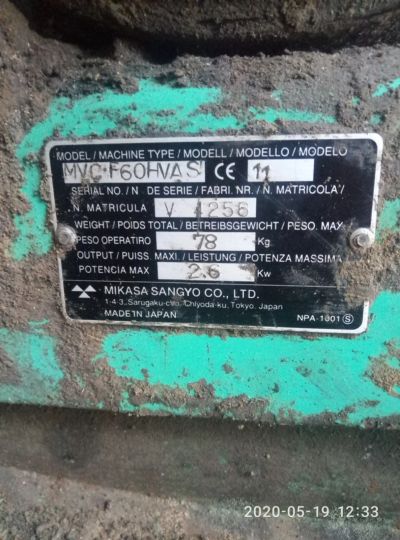 MODEL / MACHINE TYPE / MODELL / MODELLO / MODELO
MVC-F60HVAS CE 11
SERIAL NO. / N DE SERIE / FABRI. NR. / N. MATRICOLA /
N. MATRICULA V 1256
WEIGHT / POIDS TOTAL / BETRIEBSGEWICHT / PESO. MAX
PESO OPERATIRO 78 Kg
OUTPUT / PUISS. MAXI. / LEISTUNG / POTENZA MASSIMA
POTENCIA MAX 2.6 Kw
MIKASA SANGYO CO., LTD.
1-4-3, Sarugaku-cho, Chiyoda-ku, Tokyo, Japan
MADE IN JAPAN NPA-1001 S
2020-05-19 12:33